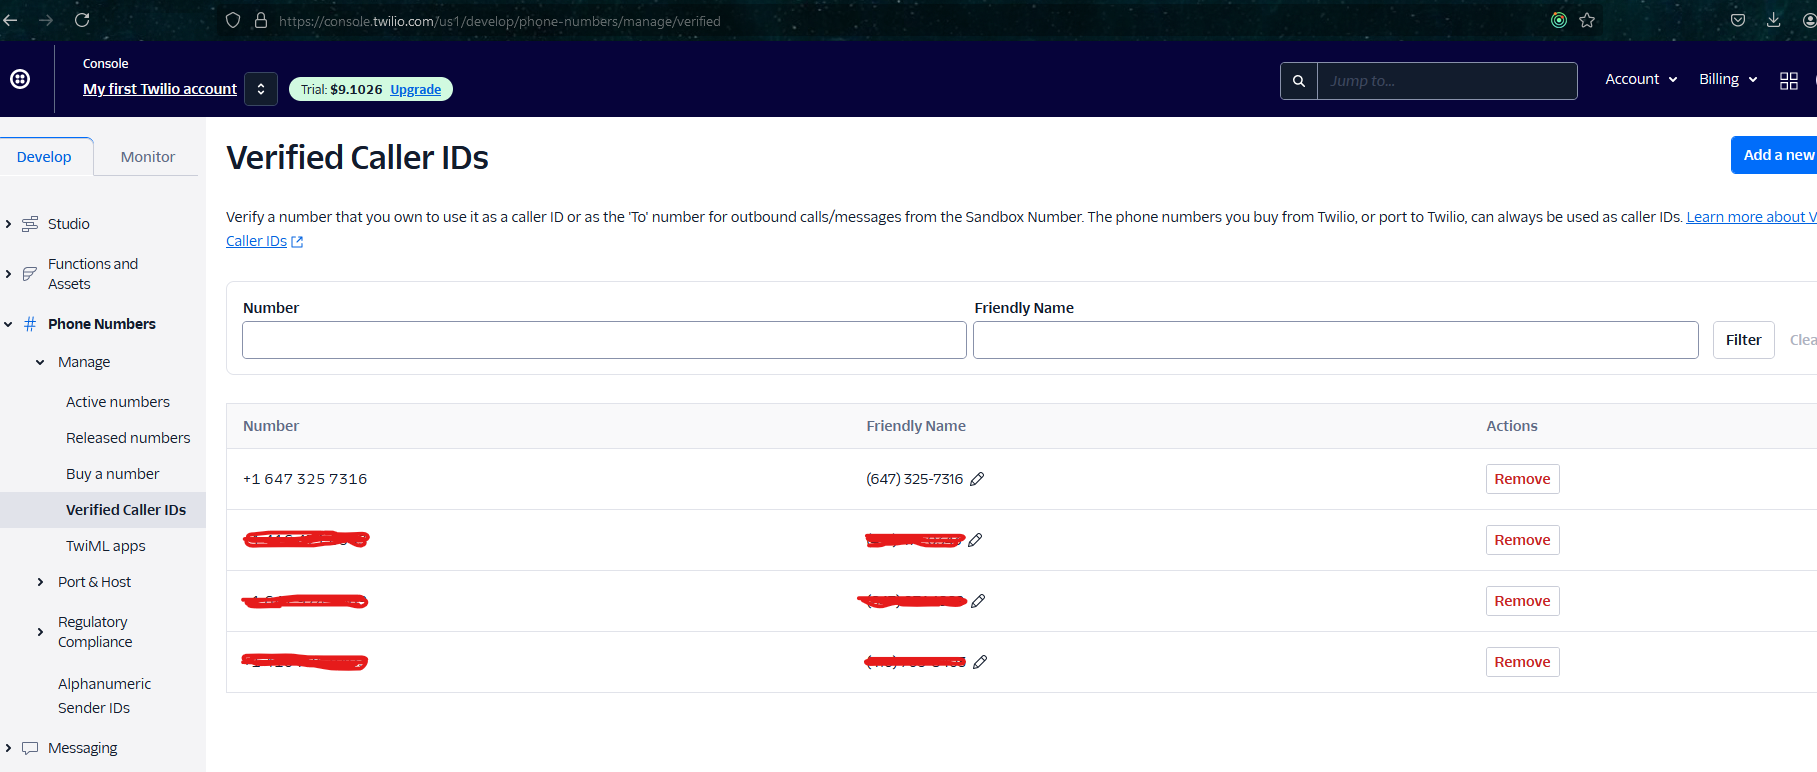 https://console.twilio.com/us1/develop/phone-numbers/manage/verified
Console
My first Twilio account
Trial: $9.1026 Upgrade
Jump to...
Account
Billing
Develop
Monitor
Verified Caller IDs
Add a new
Verify a number that you own to use it as a caller ID or as the 'To' number for outbound calls/messages from the Sandbox Number. The phone numbers you buy from Twilio, or port to Twilio, can always be used as caller IDs. Learn more about V
Caller IDs
Studio
Functions and
Assets
Phone Numbers
Manage
Active numbers
Released numbers
Buy a number
Verified Caller IDs
TwiML apps
Port & Host
Regulatory
Compliance
Alphanumeric
Sender IDs
Messaging
Number
Friendly Name
Filter
Clea
Number
Friendly Name
Actions
+1 647 325 7316
(647) 325-7316
Remove
Remove
Remove
Remove